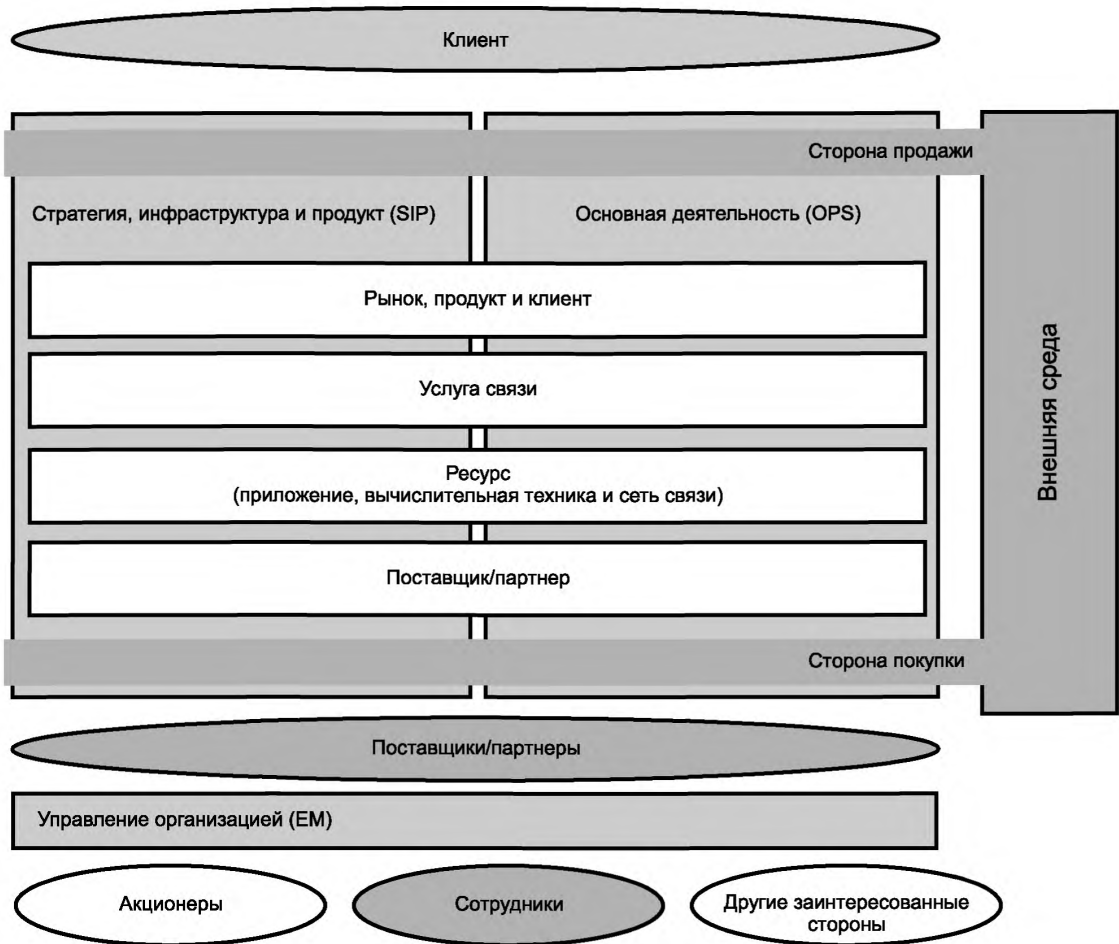 Клиент
Сторона продажи
Стратегия, инфраструктура и продукт (SIP)
Основная деятельность (OPS)
Рынок, продукт и клиент
Услуга связи
Ресурс
(приложение, вычислительная техника и сеть связи)
Поставщик/партнер
Сторона покупки
Внешняя среда
Поставщики/партнеры
Управление организацией (EM)
Акционеры
Сотрудники
Другие заинтересованные
стороны